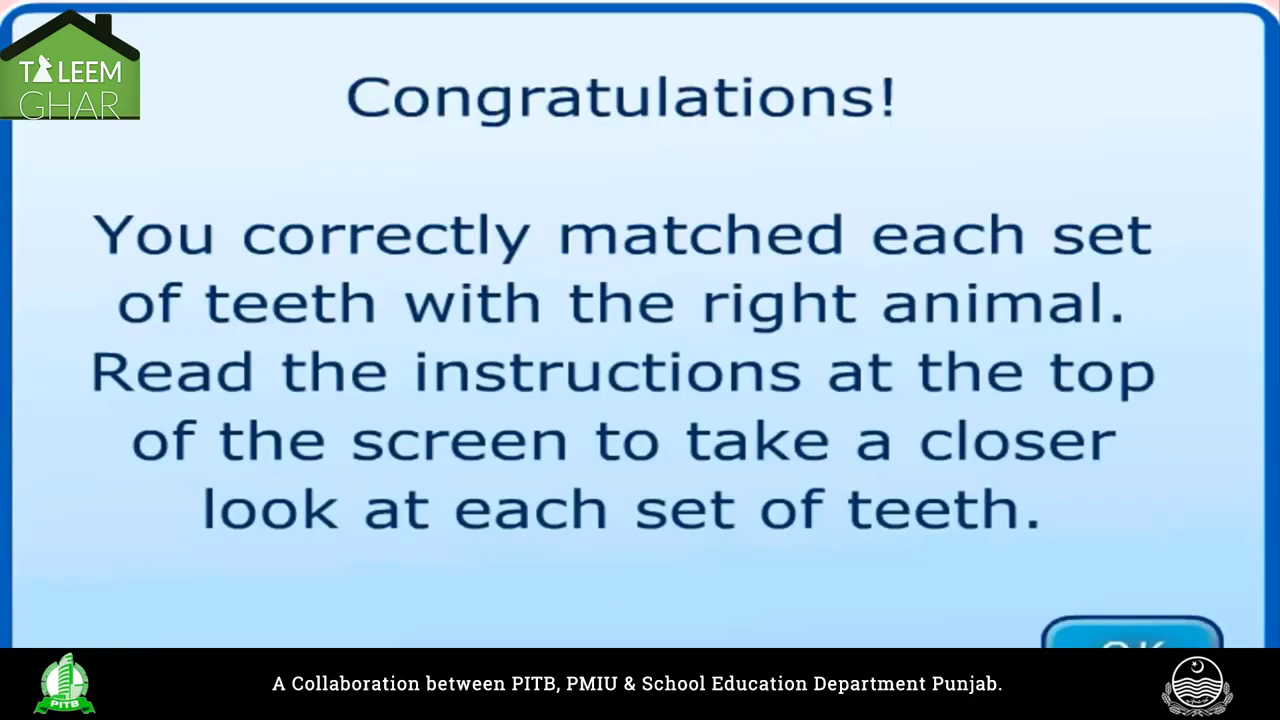 TALEEM
GHAR
Congratulations!
You correctly matched each set
of teeth with the right animal.
Read the instructions at the top
of the screen to take a closer
look at each set of teeth.
OK
PITB
A Collaboration between PITB, PMIU & School Education Department Punjab.